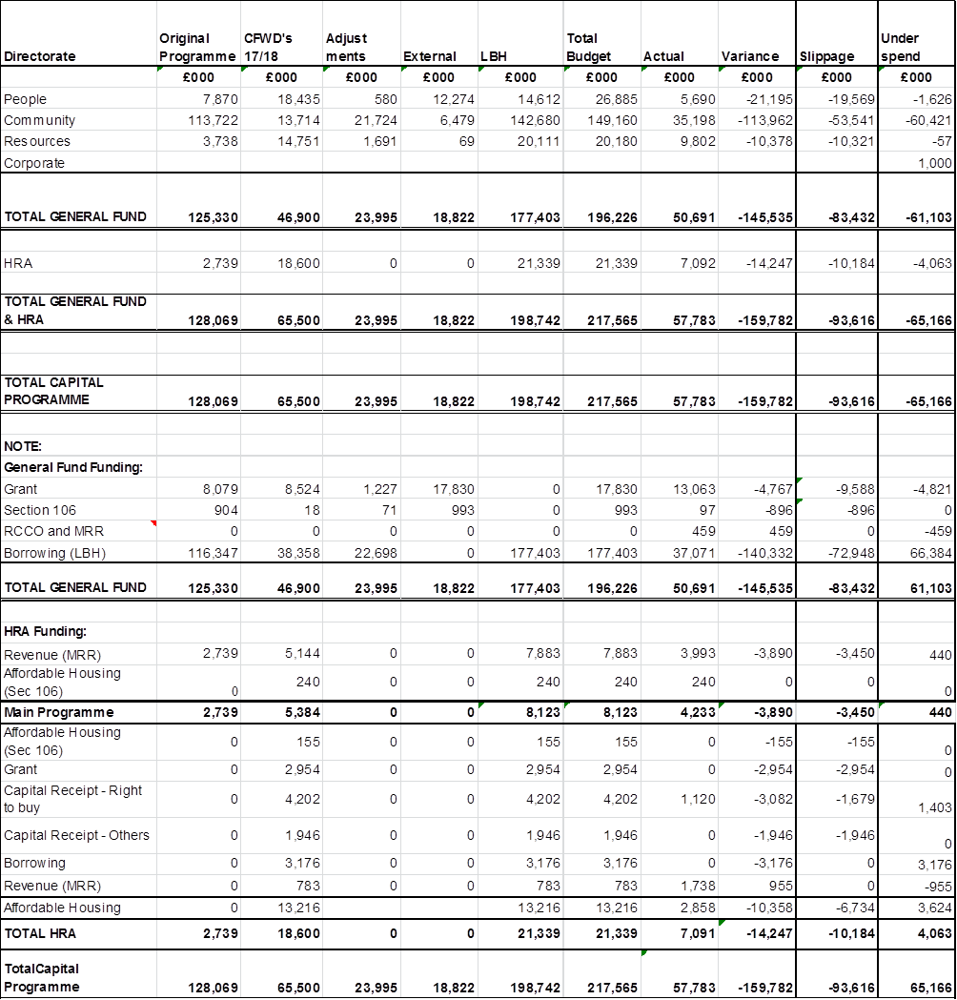 Original CFWD's Adjust Total Under
Directorate Programme 17/18 ments External LBH Budget Actual Variance Slippage spend
£000 £000 £000 £000 £000 £000 £000 £000 £000 £000
People 7,870 18,435 580 12,274 14,612 26,885 5,690 -21,195 -19,569 -1,626
Community 113,722 13,714 21,724 6,479 142,680 149,160 35,198 -113,962 -53,541 -60,421
Resources 3,738 14,751 1,691 69 20,111 20,180 9,802 -10,378 -10,321 -57
Corporate 1,000
TOTAL GENERAL FUND 125,330 46,900 23,995 18,822 177,403 196,226 50,691 -145,535 -83,432 -61,103
HRA 2,739 18,600 0 0 21,339 21,339 7,092 -14,247 -10,184 -4,063
TOTAL GENERAL FUND
& HRA 128,069 65,500 23,995 18,822 198,742 217,565 57,783 -159,782 -93,616 -65,166
TOTAL CAPITAL
PROGRAMME 128,069 65,500 23,995 18,822 198,742 217,565 57,783 -159,782 -93,616 -65,166
NOTE:
General Fund Funding:
Grant 8,079 8,524 1,227 17,830 0 17,830 13,063 -4,767 -9,588 -4,821
Section 106 904 18 71 993 0 993 97 -896 -896 0
RCCO and MRR 0 0 0 0 0 0 459 459 0 -459
Borrowing (LBH) 116,347 38,358 22,698 0 177,403 177,403 37,071 -140,332 -72,948 66,384
TOTAL GENERAL FUND 125,330 46,900 23,995 18,822 177,403 196,226 50,691 -145,535 -83,432 61,103
HRA Funding:
Revenue (MRR) 2,739 5,144 0 0 7,883 7,883 3,993 -3,890 -3,450 440
Affordable Housing
(Sec 106) 0 240 0 0 240 240 240 0 0 0
Main Programme 2,739 5,384 0 0 8,123 8,123 4,233 -3,890 -3,450 440
Affordable Housing
(Sec 106) 0 155 0 0 155 155 0 -155 -155 0
Grant 0 2,954 0 0 2,954 2,954 0 -2,954 -2,954 0
Capital Receipt - Right
to buy 0 4,202 0 0 4,202 4,202 1,120 -3,082 -1,679 1,403
Capital Receipt - Others 0 1,946 0 0 1,946 1,946 0 -1,946 -1,946 0
Borrowing 0 3,176 0 0 3,176 3,176 0 -3,176 0 3,176
Revenue (MRR) 0 783 0 0 783 783 1,738 955 0 -955
Affordable Housing 0 13,216 13,216 13,216 2,858 -10,358 -6,734 3,624
TOTAL HRA 2,739 18,600 0 0 21,339 21,339 7,091 -14,247 -10,184 4,063
TotalCapital
Programme 128,069 65,500 23,995 18,822 198,742 217,565 57,783 -159,782 -93,616 65,166